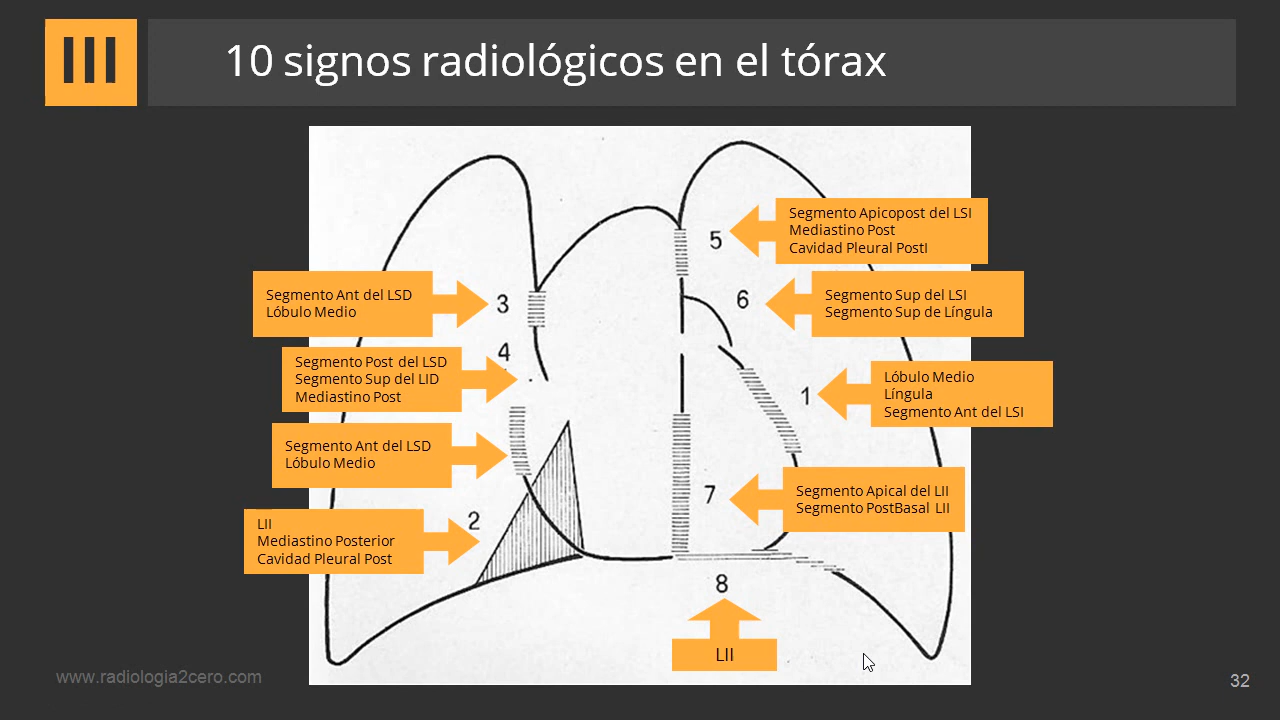 III
10 signos radiológicos en el tórax
Segmento Apicopost del LSI
Mediastino Post
Cavidad Pleural PostI
5
Segmento Ant del LSD
Lóbulo Medio
3
6
Segmento Sup del LSI
Segmento Sup de Língula
4
Segmento Post del LSD
Segmento Sup del LID
Mediastino Post
1
Lóbulo Medio
Língula
Segmento Ant del LSI
Segmento Ant del LSD
Lóbulo Medio
7
Segmento Apical del LII
Segmento PostBasal LII
2
LII
Mediastino Posterior
Cavidad Pleural Post
8
LII
www.radiologia2cero.com
32